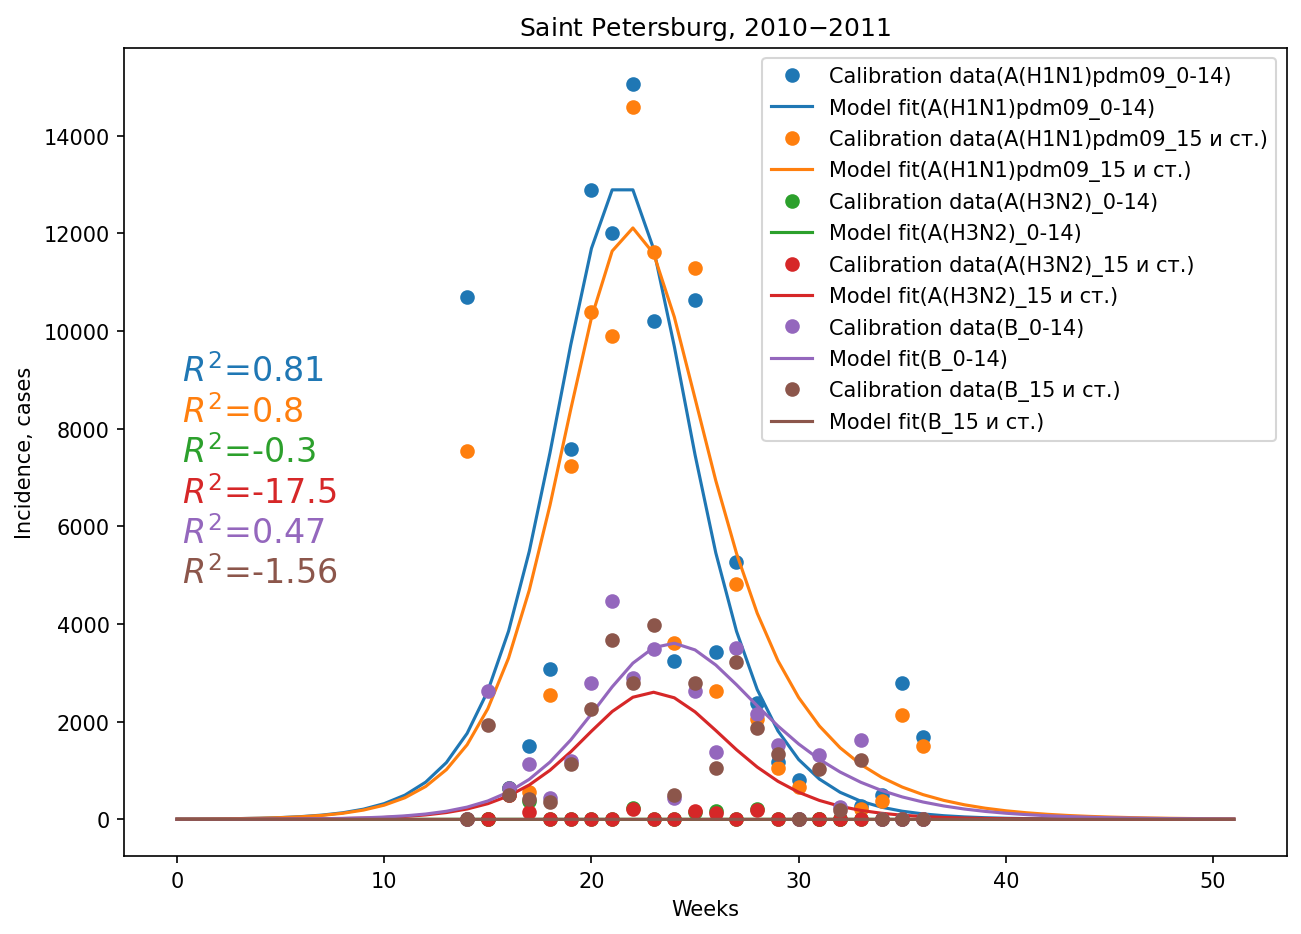 Saint Petersburg, 2010−2011
Calibration data(A(H1N1)pdm09_0-14)
Model fit(A(H1N1)pdm09_0-14)
Calibration data(A(H1N1)pdm09_15 и ст.)
Model fit(A(H1N1)pdm09_15 и ст.)
Calibration data(A(H3N2)_0-14)
Model fit(A(H3N2)_0-14)
Calibration data(A(H3N2)_15 и ст.)
Model fit(A(H3N2)_15 и ст.)
Calibration data(B_0-14)
Model fit(B_0-14)
Calibration data(B_15 и ст.)
Model fit(B_15 и ст.)
14000
12000
10000
8000
6000
4000
2000
0
Incidence, cases
R²=0.81
R²=0.8
R²=-0.3
R²=-17.5
R²=0.47
R²=-1.56
0 10 20 30 40 50
Weeks